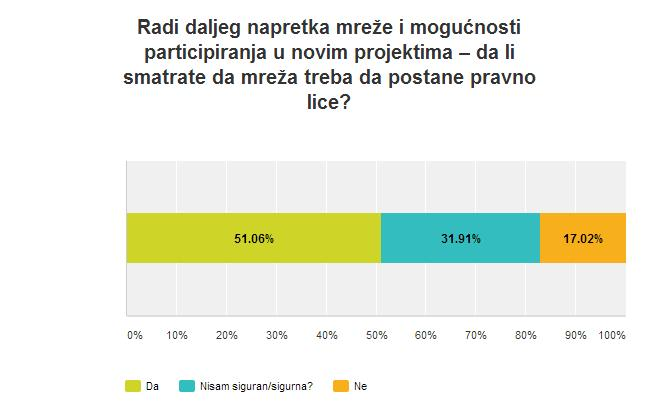 Radi daljeg napretka mreže i mogućnosti
participiranja u novim projektima – da li
smatrate da mreža treba da postane pravno
lice?
51.06% 31.91% 17.02%
0% 10% 20% 30% 40% 50% 60% 70% 80% 90% 100%
Da Nisam siguran/sigurna? Ne